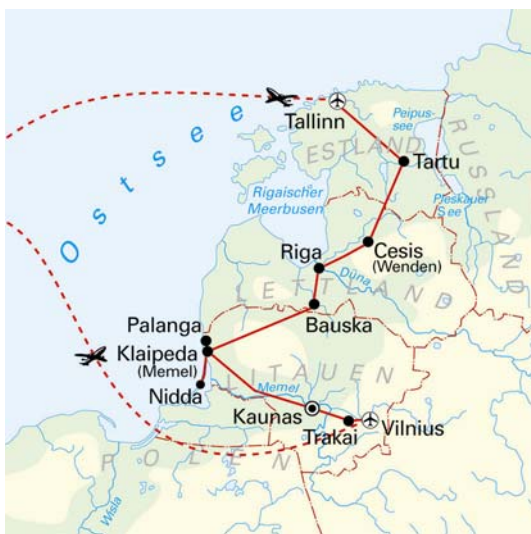 Tallinn
Peipus-
see
ESTLAND
Tartu
RUSSLAND
Ostsee
Rigaischer
Meerbusen
Pleskauer
See
Cesis
(Wenden)
Riga
Düna
LETTLAND
Bauska
Palanga
Klaipeda
(Memel)
LITAUEN
Nidda
Memel
Kaunas
Trakai
Vilnius
POLEN
Wisla